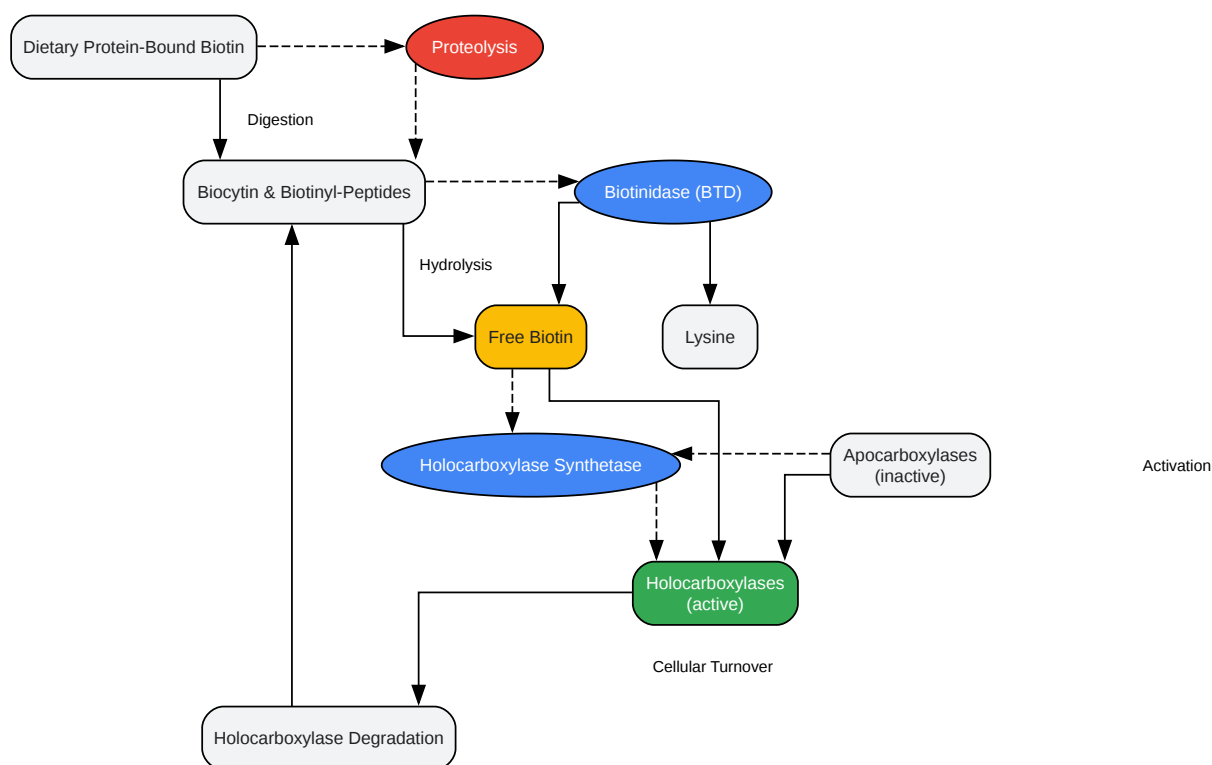 Dietary Protein-Bound Biotin
Proteolysis
Digestion
Biocytin & Biotinyl-Peptides
Biotinidase (BTD)
Hydrolysis
Free Biotin
Lysine
Holocarboxylase Synthetase
Apocarboxylases
(inactive)
Activation
Holocarboxylases
(active)
Cellular Turnover
Holocarboxylase Degradation